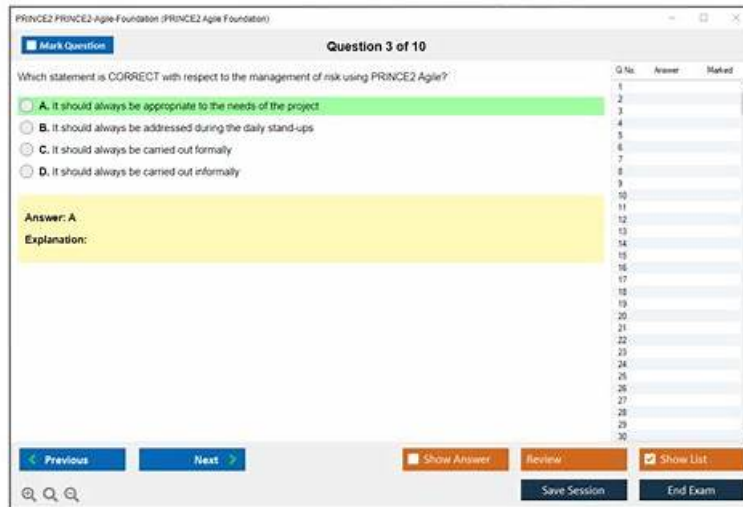 PRINCE2 PRINCE2-Agile-Foundation (PRINCE2 Agile Foundation)
Mark Question
Question 3 of 10
Which statement is CORRECT with respect to the management of risk using PRINCE2 Agile?
A. It should always be appropriate to the needs of the project
B. It should always be addressed during the daily stand-ups
C. It should always be carried out formally
D. It should always be carried out informally
Answer: A
Explanation:
Q.No. Answer Marked
1
2
3
4
5
6
7
8
9
10
11
12
13
14
15
16
17
18
19
20
21
22
23
24
25
26
27
28
29
30
Previous
Next
Show Answer
Review
Show List
Save Session
End Exam